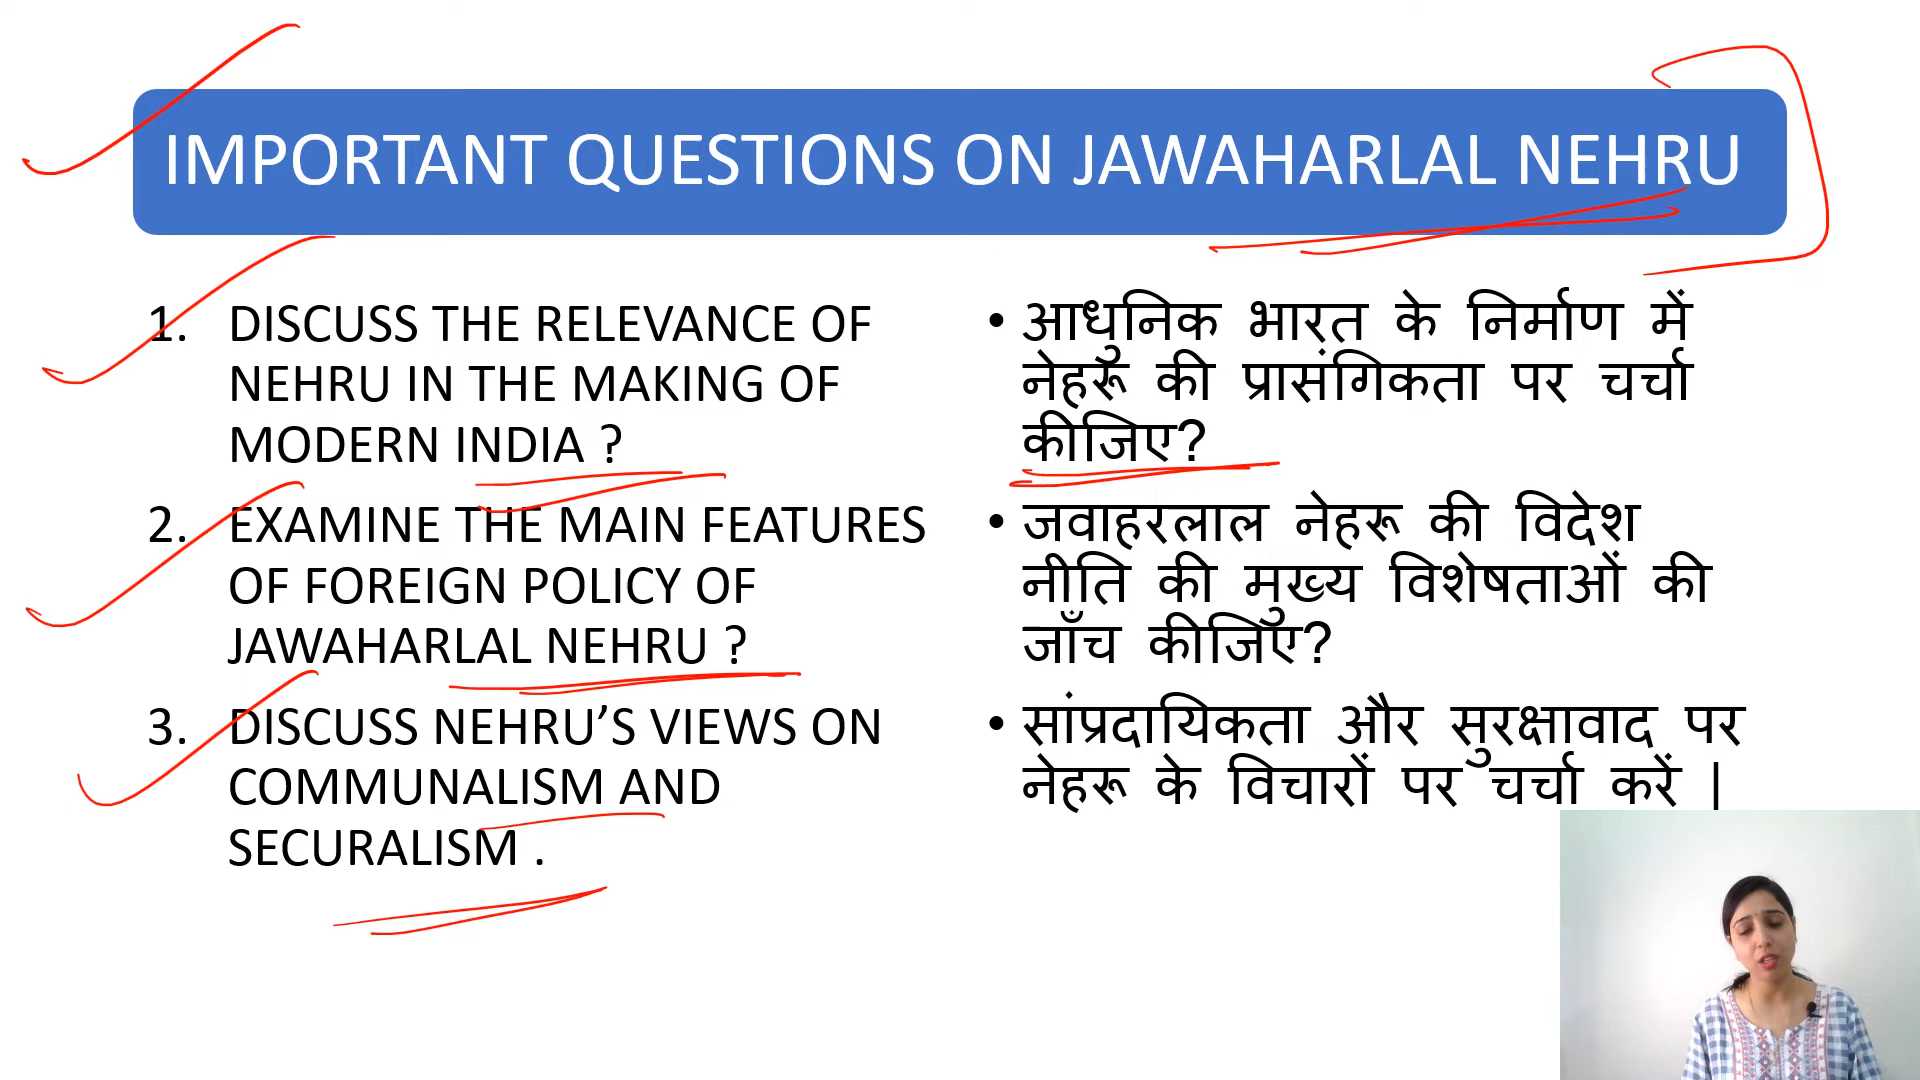 IMPORTANT QUESTIONS ON JAWAHARLAL NEHRU
1. DISCUSS THE RELEVANCE OF
NEHRU IN THE MAKING OF
MODERN INDIA ?
2. EXAMINE THE MAIN FEATURES
OF FOREIGN POLICY OF
JAWAHARLAL NEHRU ?
3. DISCUSS NEHRU’S VIEWS ON
COMMUNALISM AND
SECURALISM .
• आधुनिक भारत के निर्माण में
नेहरू की प्रासंगिकता पर चर्चा
कीजिए?
• जवाहरलाल नेहरू की विदेश
नीति की मुख्य विशेषताओं की
जाँच कीजिए?
• सांप्रदायिकता और सुरक्षावाद पर
नेहरू के विचारों पर चर्चा करें |